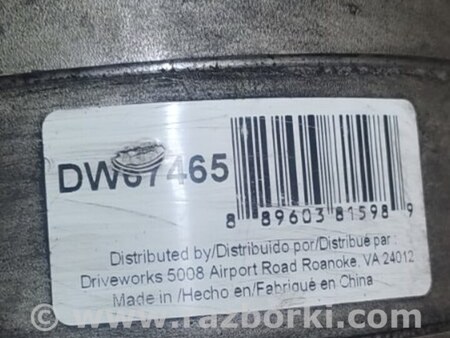 DW67465
8 89603 81598 9
Distributed by/Distribuido por/Distribué par :
Driveworks 5008 Airport Road Roanoke, VA 24012
Made in /Hecho en/Fabriqué en China
© www.razborki.com